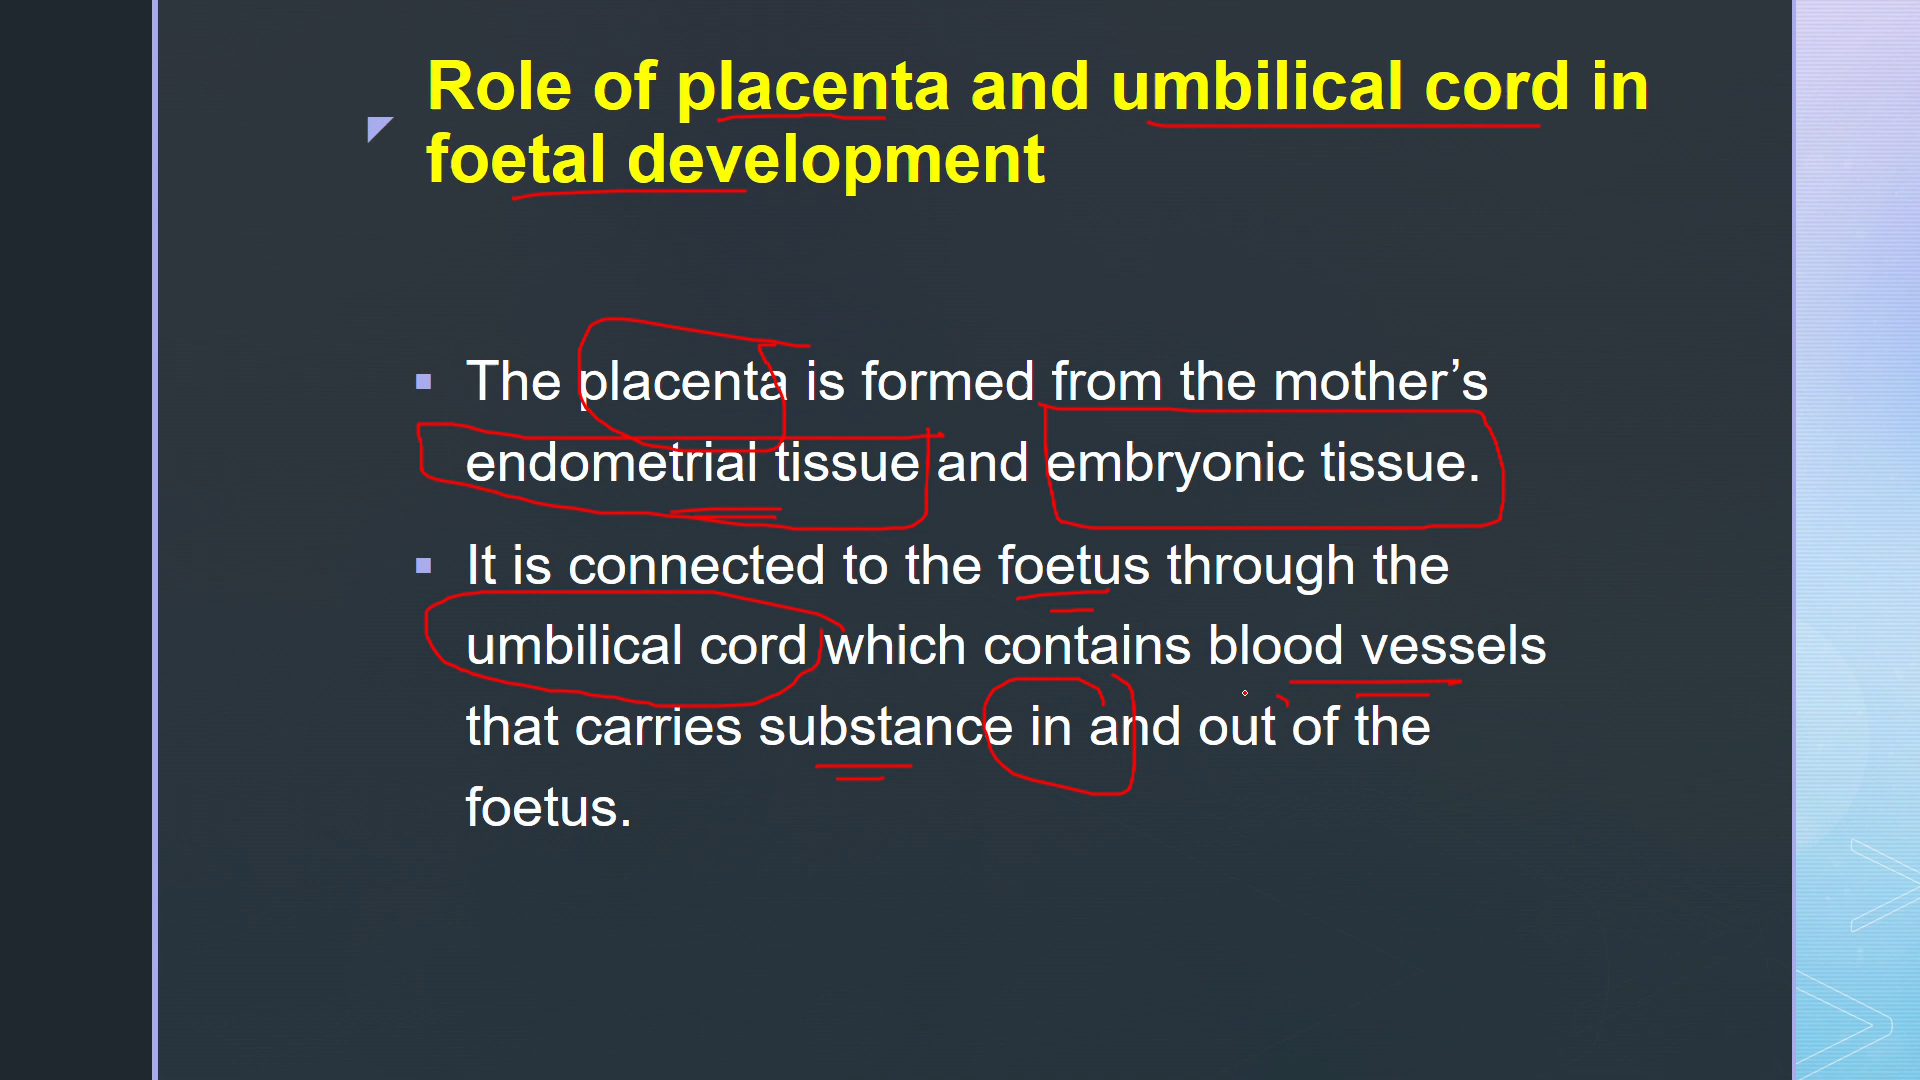 Role of placenta and umbilical cord in
foetal development
The placenta is formed from the mother’s
endometrial tissue and embryonic tissue.
It is connected to the foetus through the
umbilical cord which contains blood vessels
that carries substance in and out of the
foetus.